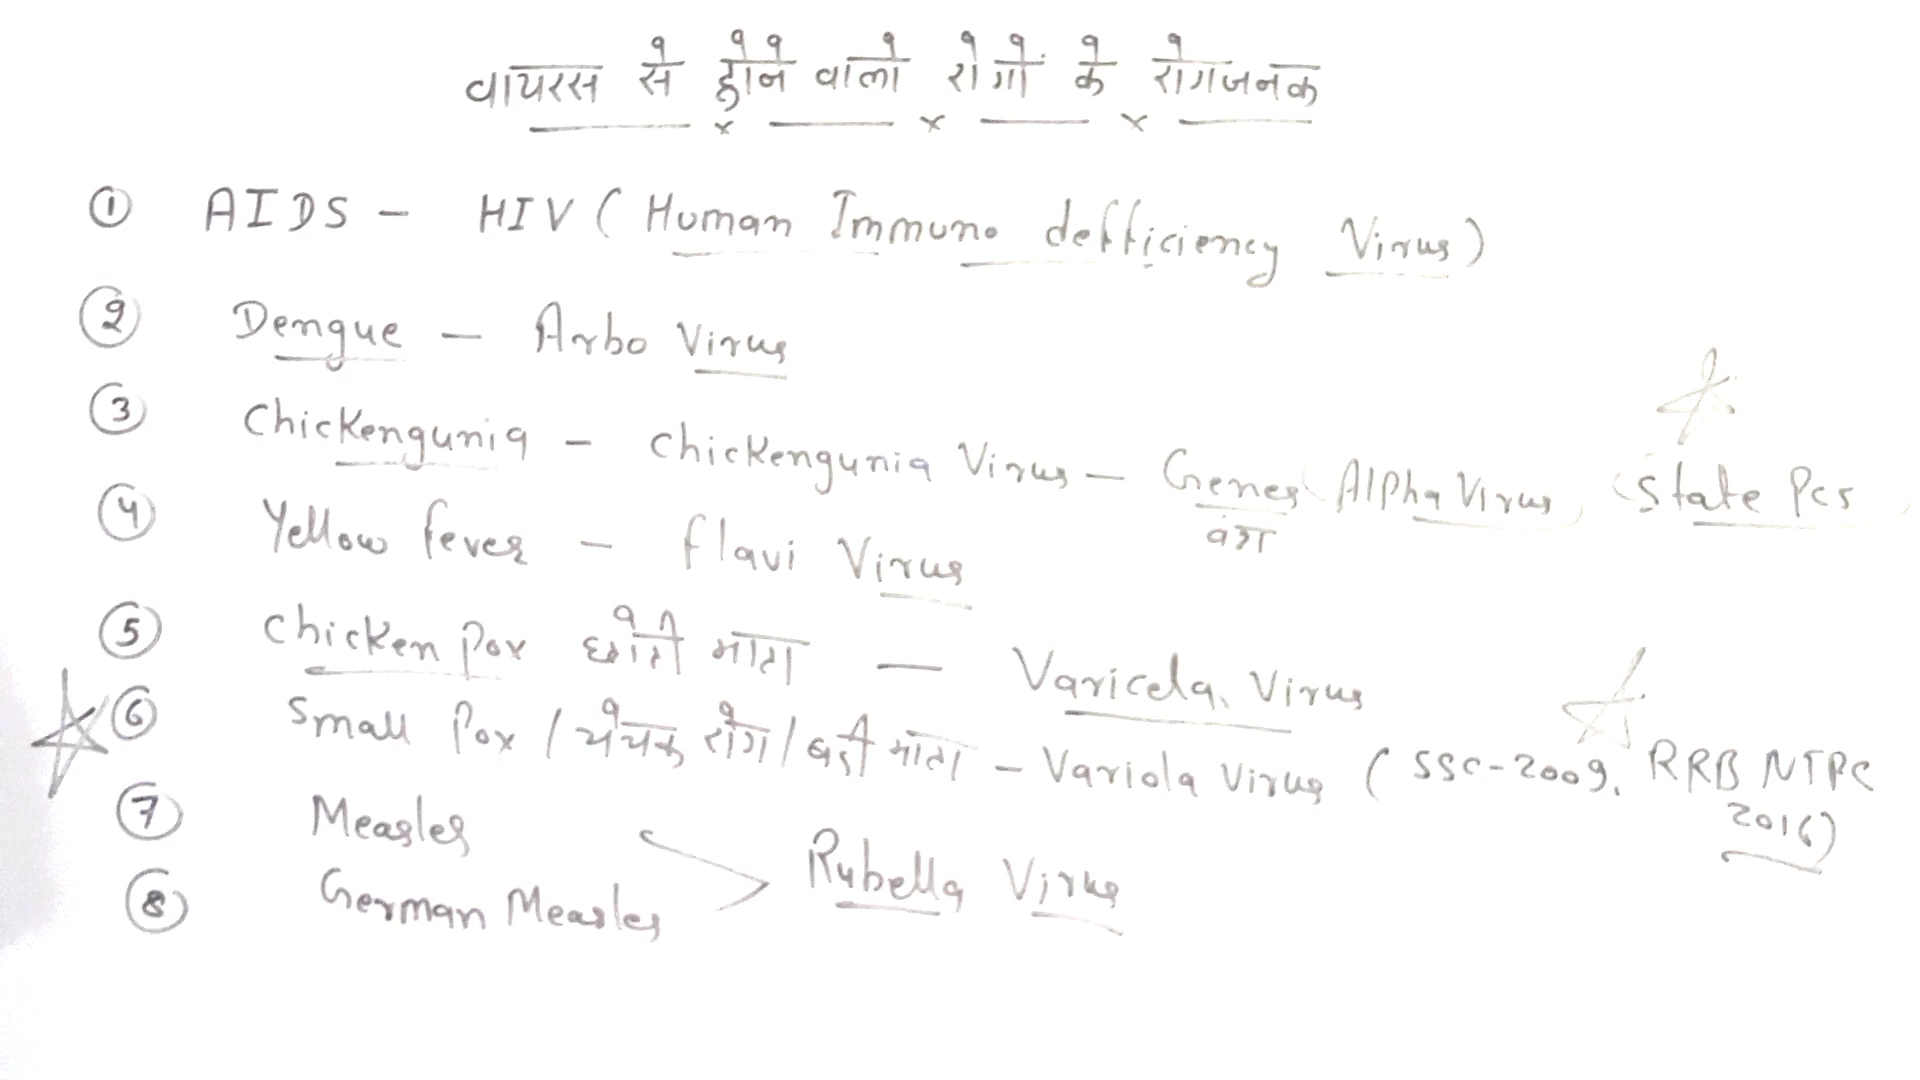 वायरस से होने वाले रोगों के रोगजनक
① AIDS - HIV ( Human Immuno defficiency Virus )
② Dengue - Arbo Virus
③ Chickengunia - Chickengunia Virus - Genes Alpha Virus, State Pcs
वंश
④ Yellow fever - flavi Virus
⑤ Chicken Pox छोटी माता - Varicela Virus
⑥ Small Pox / चेचक रोग / बड़ी माता - Variola Virus ( SSC-2009, RRB NTPC
2016)
⑦ Measles
⑧ German Measles > Rubella Virus